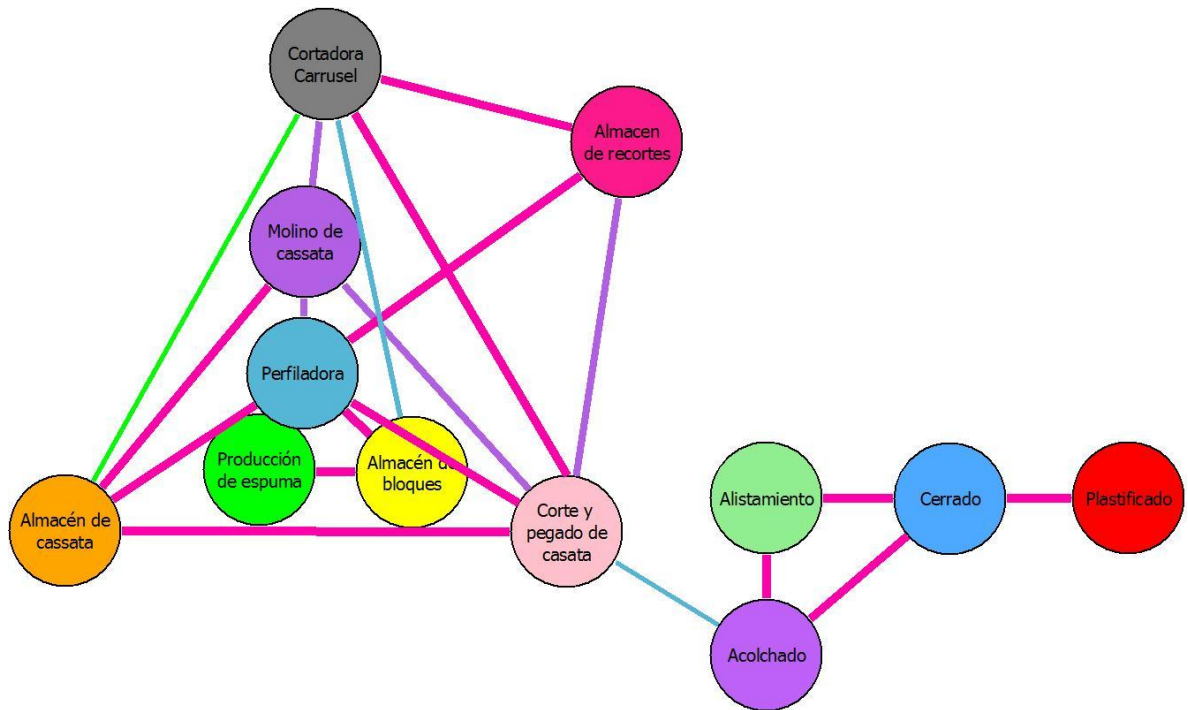 Cortadora
Carrusel
Almacen
de recortes
Molino de
cassata
Perfiladora
Producción
de espuma
Almacén de
bloques
Almacén de
cassata
Corte y
pegado de
casata
Alistamiento
Cerrado
Plastificado
Acolchado